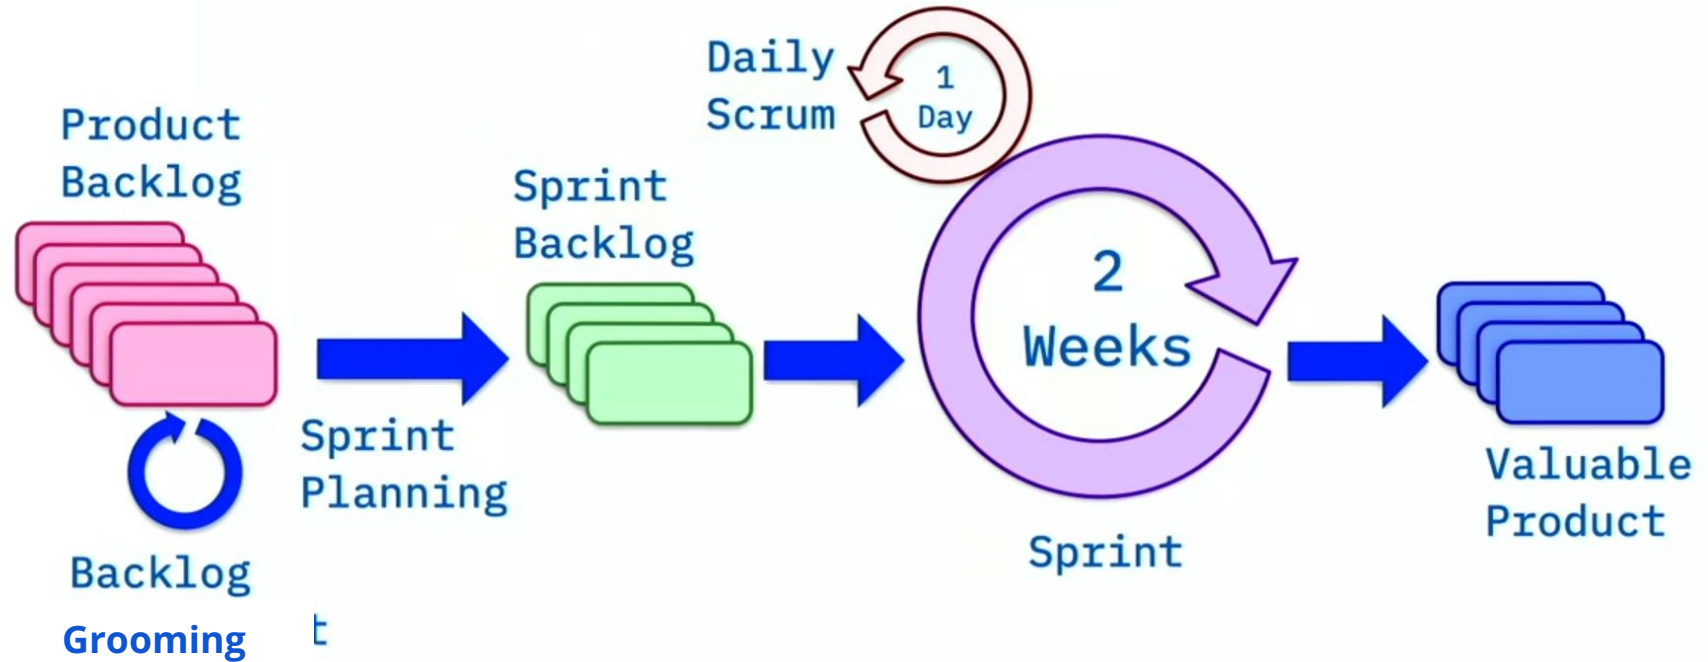 Product
Backlog
Backlog
Grooming
t
Sprint
Planning
Sprint
Backlog
Daily
Scrum
1
Day
2
Weeks
Sprint
Valuable
Product